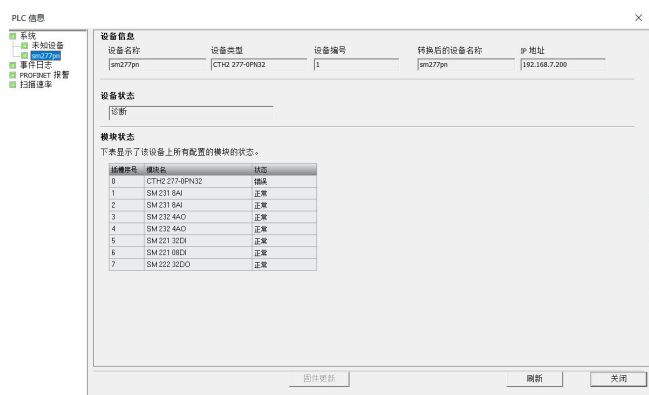 PLC 信息
系统
未知设备
sm277pn
事件日志
PROFINET 报警
扫描速率
设备信息
设备名称 设备类型 设备编号 转换后的设备名称 IP 地址
sm277pn CTH2 277-0PN32 1 sm277pn 192.168.7.200
设备状态
诊断
模块状态
下表显示了该设备上所有配置的模块的状态。
插槽序号 模块名 状态
0 CTH2 277-0PN32 错误
1 SM 231 8AI 正常
2 SM 231 8AI 正常
3 SM 232 4AO 正常
4 SM 232 4AO 正常
5 SM 221 32DI 正常
6 SM 221 08DI 正常
7 SM 222 32DO 正常
固件更新 刷新 关闭